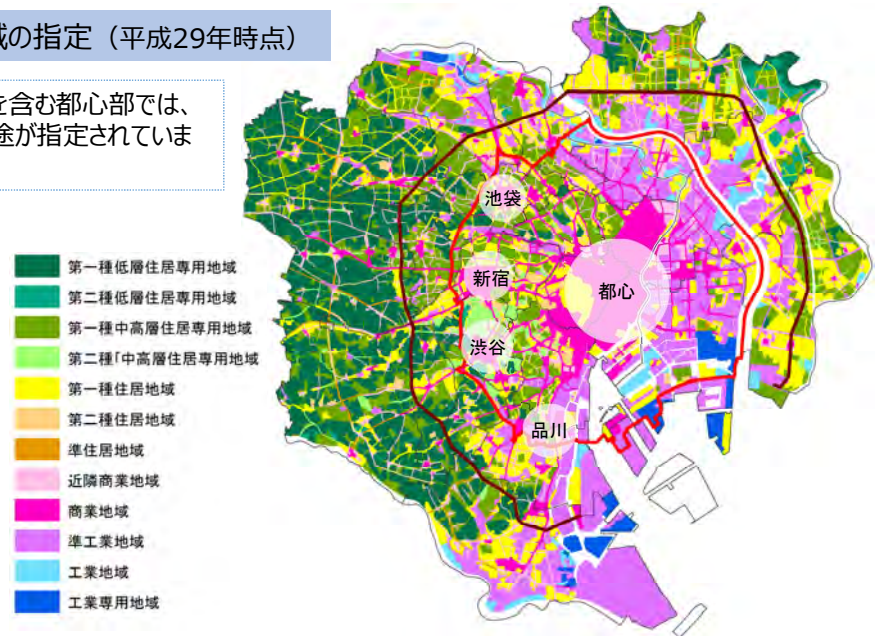 域の指定（平成29年時点）
を含む都心部では、
途が指定されていま
池袋
新宿
都心
渋谷
品川
第一種低層住居専用地域
第二種低層住居専用地域
第一種中高層住居専用地域
第二種「中高層住居専用地域
第一種住居地域
第二種住居地域
準住居地域
近隣商業地域
商業地域
準工業地域
工業地域
工業専用地域